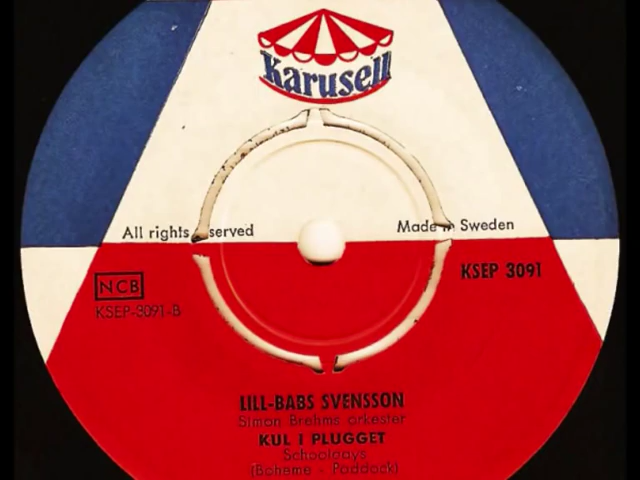 Karusell
All rights served
Made in Sweden
NCB
KSEP-3091-B
KSEP 3091
LILL-BABS SVENSSON
Simon Brehms orkester
KUL I PLUGGET
Schooldays
(Boheme - Paddock)